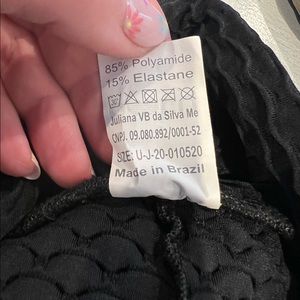 85% Polyamide
15% Elastane
Juliana VB da Silva Me
CNPJ. 09.080.892/0001-52
SIZE: U-J-20-010520
Made in Brazil